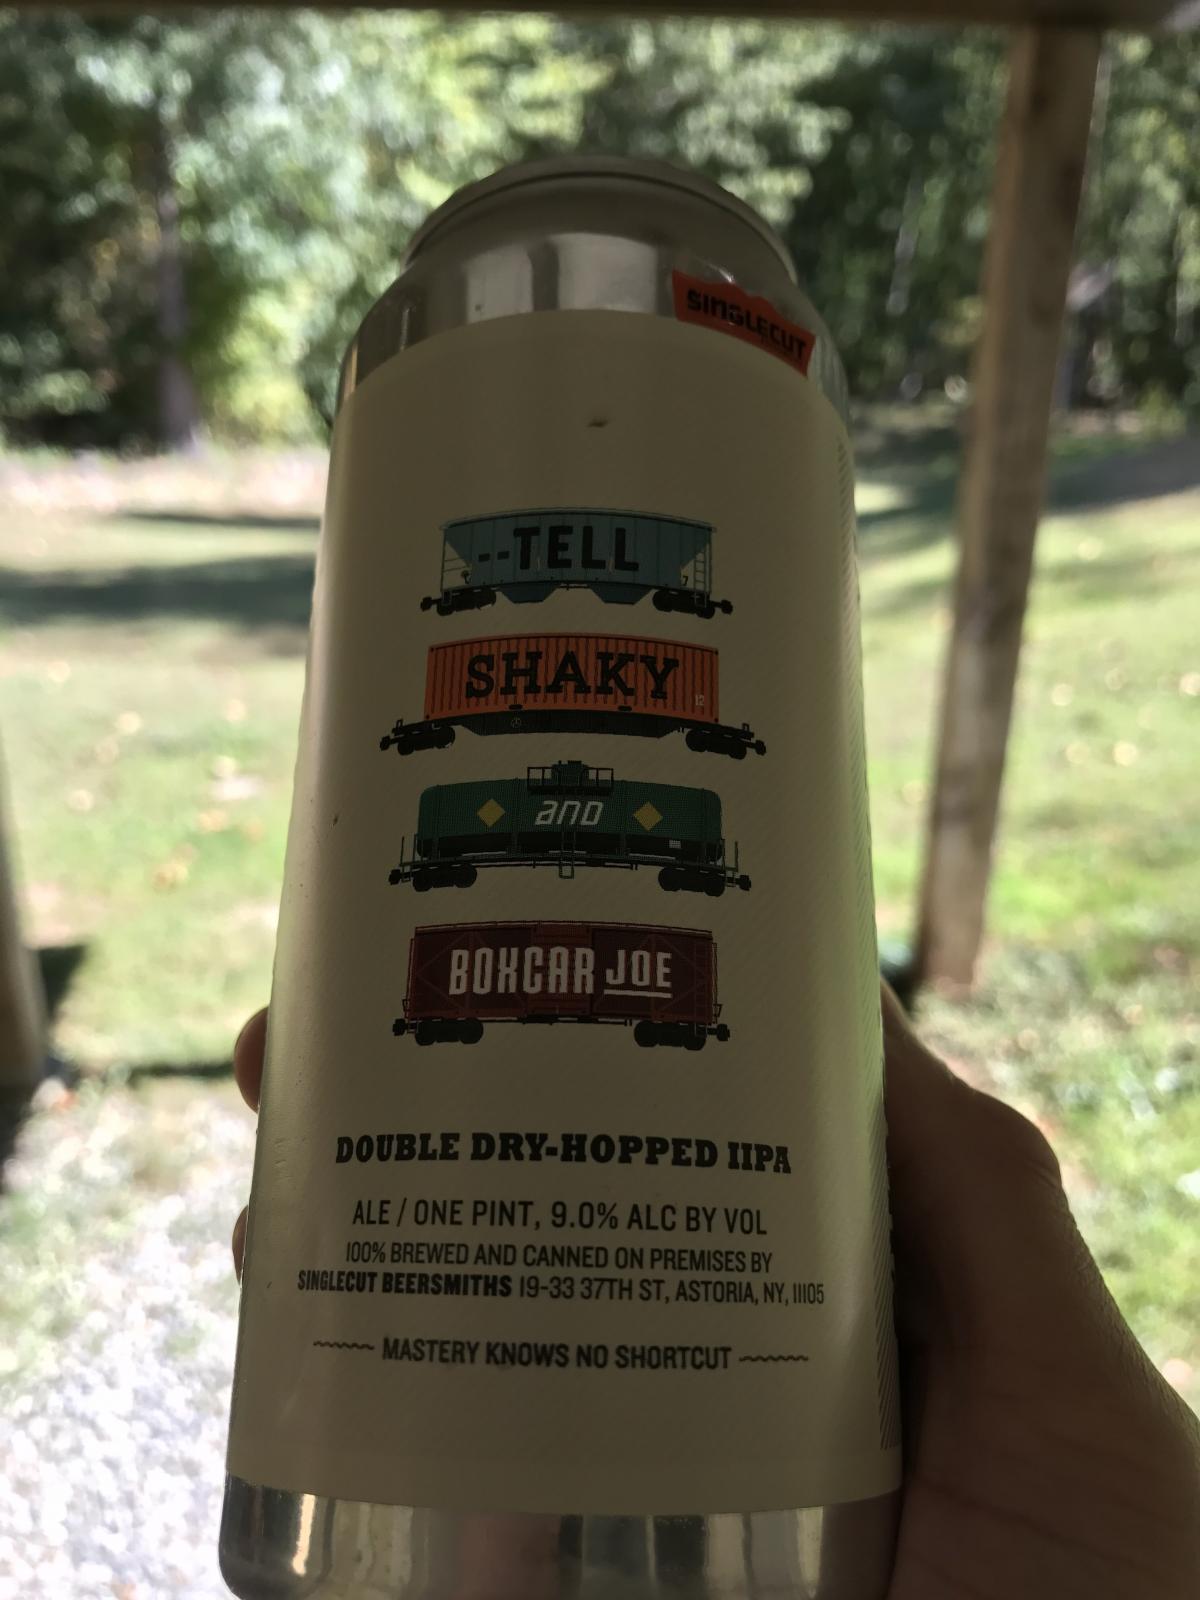 SINGLECUT
--TELL
SHAKY
12
and
BOXCAR JOE
DOUBLE DRY-HOPPED IIPA
ALE / ONE PINT, 9.0% ALC BY VOL
100% BREWED AND CANNED ON PREMISES BY
SINGLECUT BEERSMITHS 19-33 37TH ST, ASTORIA, NY, 11105
MASTERY KNOWS NO SHORTCUT